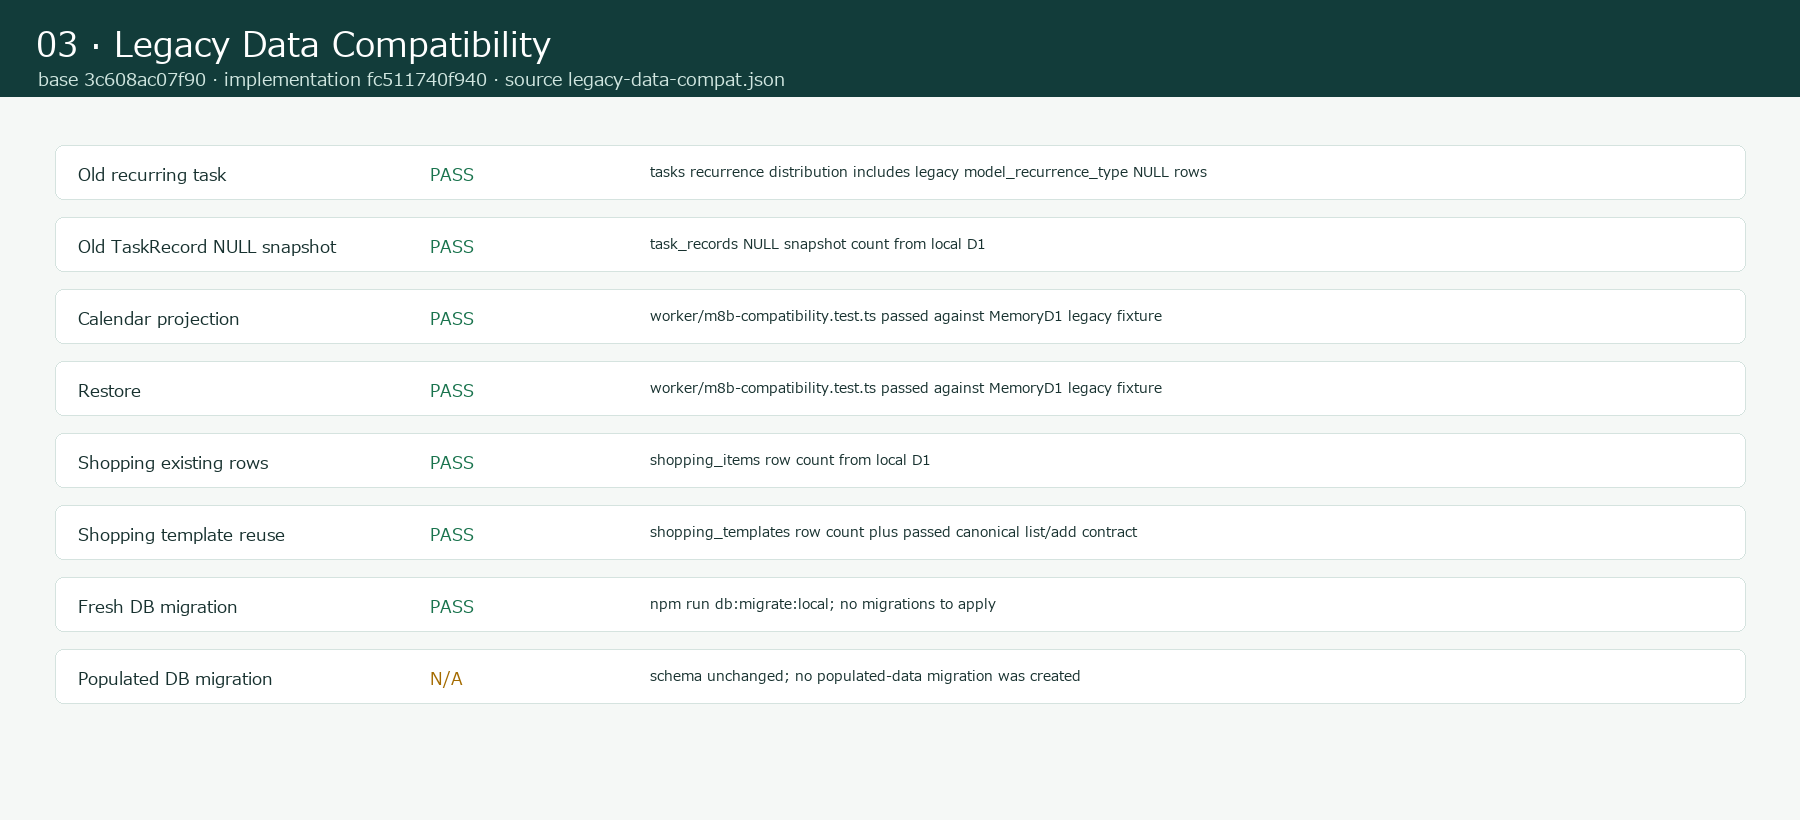 03 · Legacy Data Compatibility
base 3c608ac07f90 · implementation fc511740f940 · source legacy-data-compat.json
Old recurring task PASS tasks recurrence distribution includes legacy model_recurrence_type NULL rows
Old TaskRecord NULL snapshot PASS task_records NULL snapshot count from local D1
Calendar projection PASS worker/m8b-compatibility.test.ts passed against MemoryD1 legacy fixture
Restore PASS worker/m8b-compatibility.test.ts passed against MemoryD1 legacy fixture
Shopping existing rows PASS shopping_items row count from local D1
Shopping template reuse PASS shopping_templates row count plus passed canonical list/add contract
Fresh DB migration PASS npm run db:migrate:local; no migrations to apply
Populated DB migration N/A schema unchanged; no populated-data migration was created